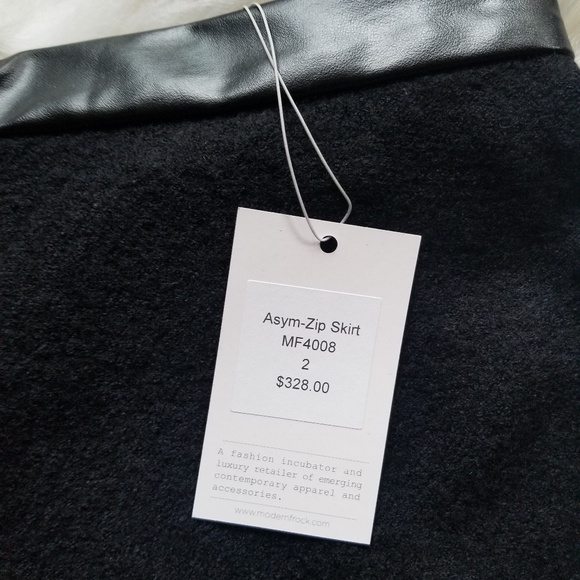 Asym-Zip Skirt
MF4008
2
$328.00
A fashion incubator and
luxury retailer of emerging
contemporary apparel and
accessories.
www.modernfrock.com